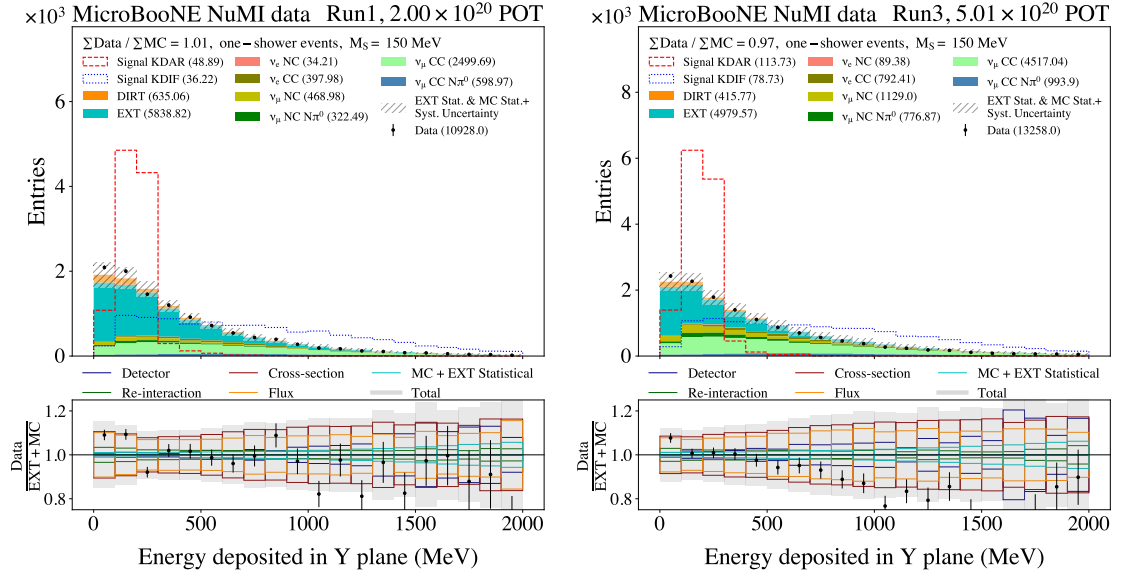 MicroBooNE NuMI data Run1, 2.00 × 10²⁰ POT
×10³
ΣData / ΣMC = 1.01, one−shower events, M_S = 150 MeV
Signal KDAR (48.89)
Signal KDIF (36.22)
DIRT (635.06)
EXT (5838.82)
ν_e NC (34.21)
ν_e CC (397.98)
ν_μ NC (468.98)
ν_μ NC Nπ⁰ (322.49)
ν_μ CC (2499.69)
ν_μ CC Nπ⁰ (598.97)
EXT Stat. & MC Stat.+
Syst. Uncertainty
Data (10928.0)
Entries
6
4
2
0
Detector
Re-interaction
Cross-section
Flux
MC + EXT Statistical
Total
Data
EXT+MC
1.2
1.0
0.8
0 500 1000 1500 2000
Energy deposited in Y plane (MeV)
MicroBooNE NuMI data Run3, 5.01 × 10²⁰ POT
×10³
ΣData / ΣMC = 0.97, one−shower events, M_S = 150 MeV
Signal KDAR (113.73)
Signal KDIF (78.73)
DIRT (415.77)
EXT (4979.57)
ν_e NC (89.38)
ν_e CC (792.41)
ν_μ NC (1129.0)
ν_μ NC Nπ⁰ (776.87)
ν_μ CC (4517.04)
ν_μ CC Nπ⁰ (993.9)
EXT Stat. & MC Stat.+
Syst. Uncertainty
Data (13258.0)
Entries
8
6
4
2
0
Detector
Re-interaction
Cross-section
Flux
MC + EXT Statistical
Total
Data
EXT+MC
1.2
1.0
0.8
0 500 1000 1500 2000
Energy deposited in Y plane (MeV)